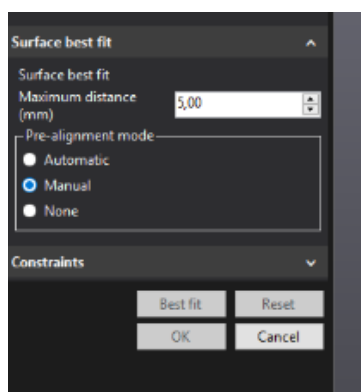 Surface best fit
Surface best fit
Maximum distance
(mm)
5,00
Pre-alignment mode
Automatic
Manual
None
Constraints
Best fit
Reset
OK
Cancel